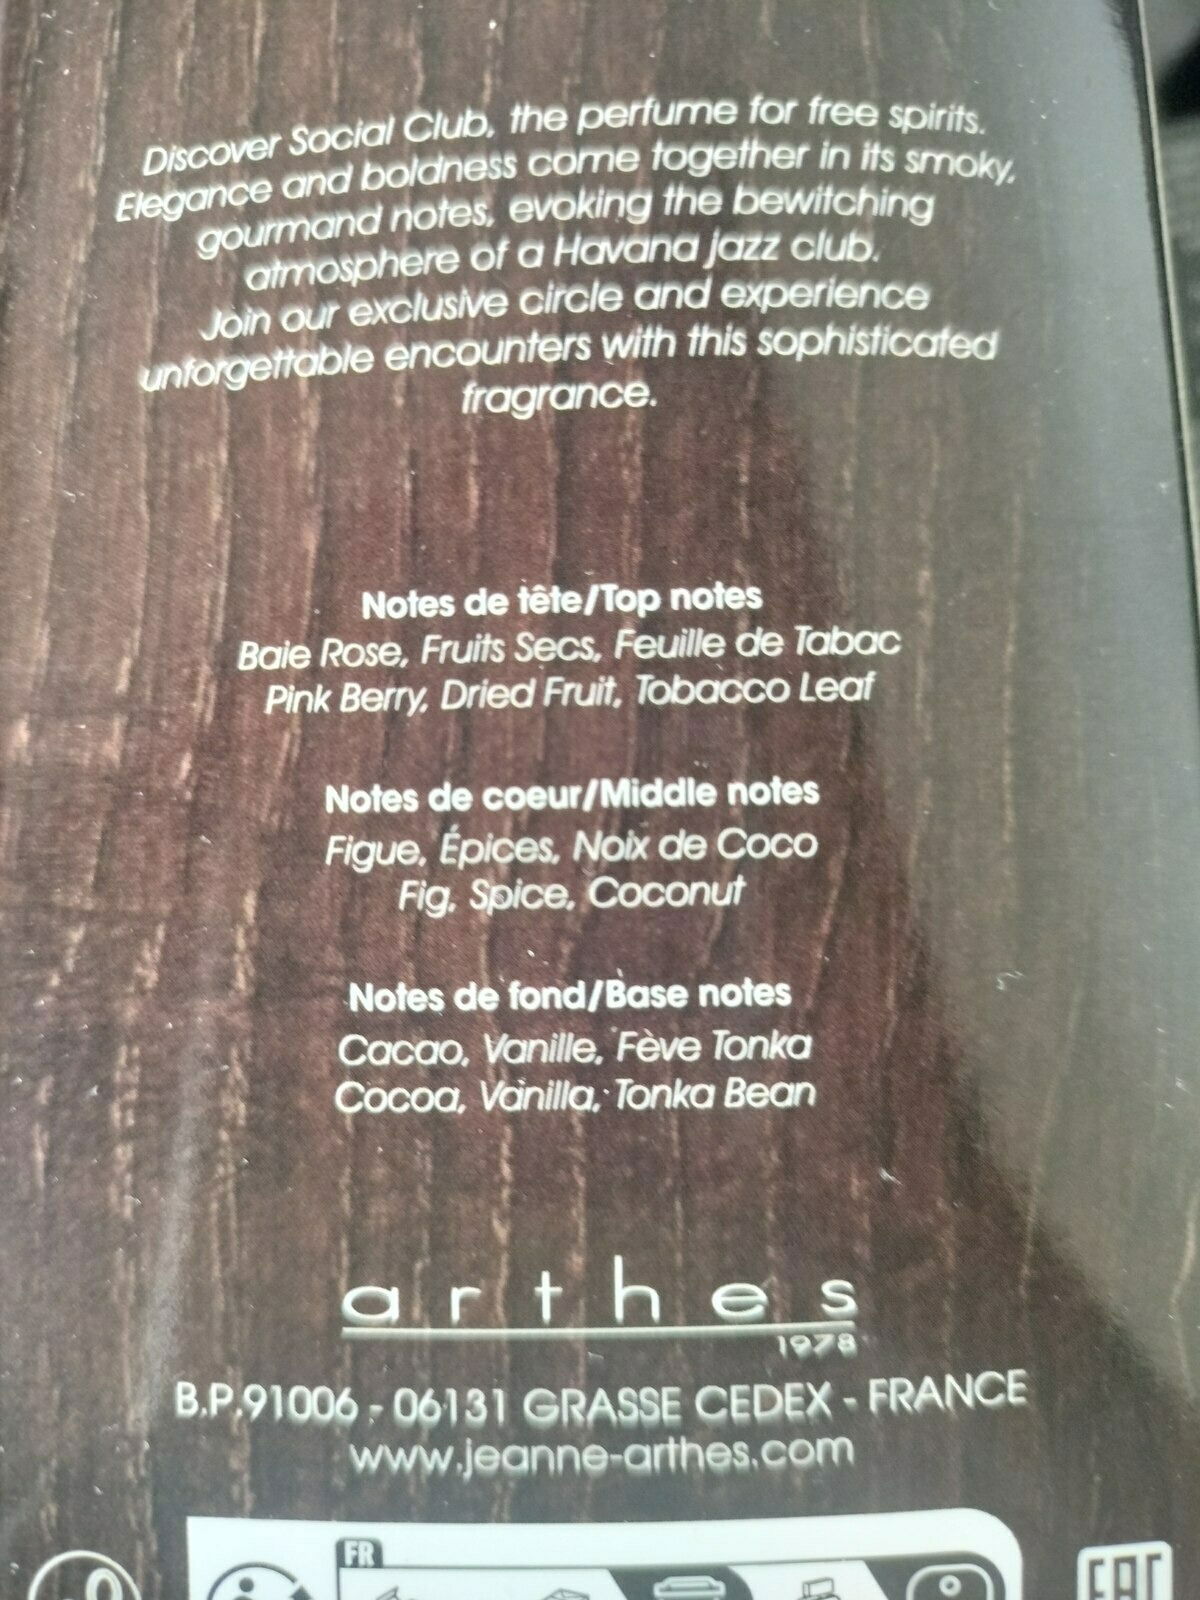 Discover Social Club, the perfume for free spirits.
Elegance and boldness come together in its smoky,
gourmand notes, evoking the bewitching
atmosphere of a Havana jazz club.
Join our exclusive circle and experience
unforgettable encounters with this sophisticated
fragrance.
Notes de tête/Top notes
Baie Rose, Fruits Secs, Feuille de Tabac
Pink Berry, Dried Fruit, Tobacco Leaf
Notes de coeur/Middle notes
Figue, Épices, Noix de Coco
Fig, Spice, Coconut
Notes de fond/Base notes
Cacao, Vanille, Fève Tonka
Cocoa, Vanilla, Tonka Bean
arthes
1978
B.P.91006 - 06131 GRASSE CEDEX - FRANCE
www.jeanne-arthes.com
FR
EAC